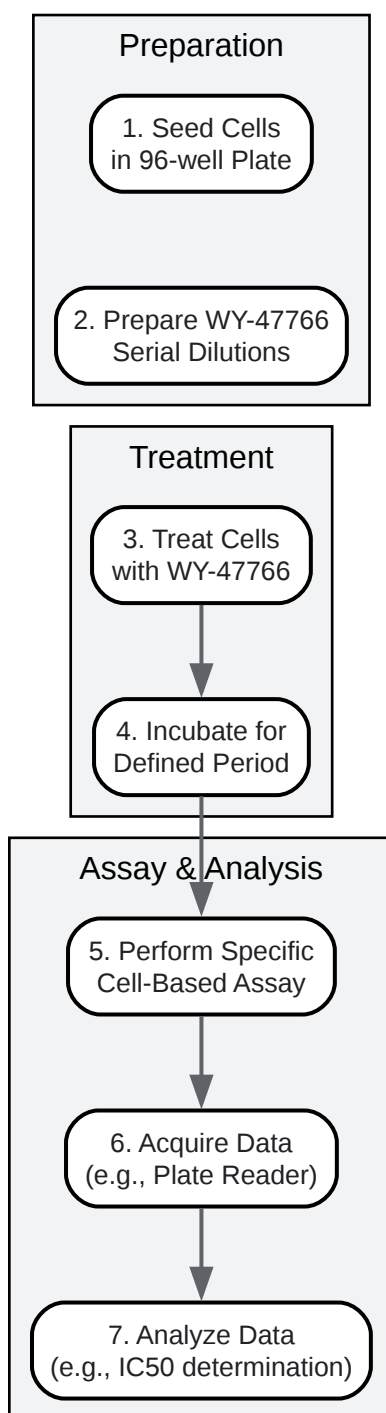 Preparation
1. Seed Cells
in 96-well Plate
2. Prepare WY-47766
Serial Dilutions
Treatment
3. Treat Cells
with WY-47766
4. Incubate for
Defined Period
Assay & Analysis
5. Perform Specific
Cell-Based Assay
6. Acquire Data
(e.g., Plate Reader)
7. Analyze Data
(e.g., IC50 determination)